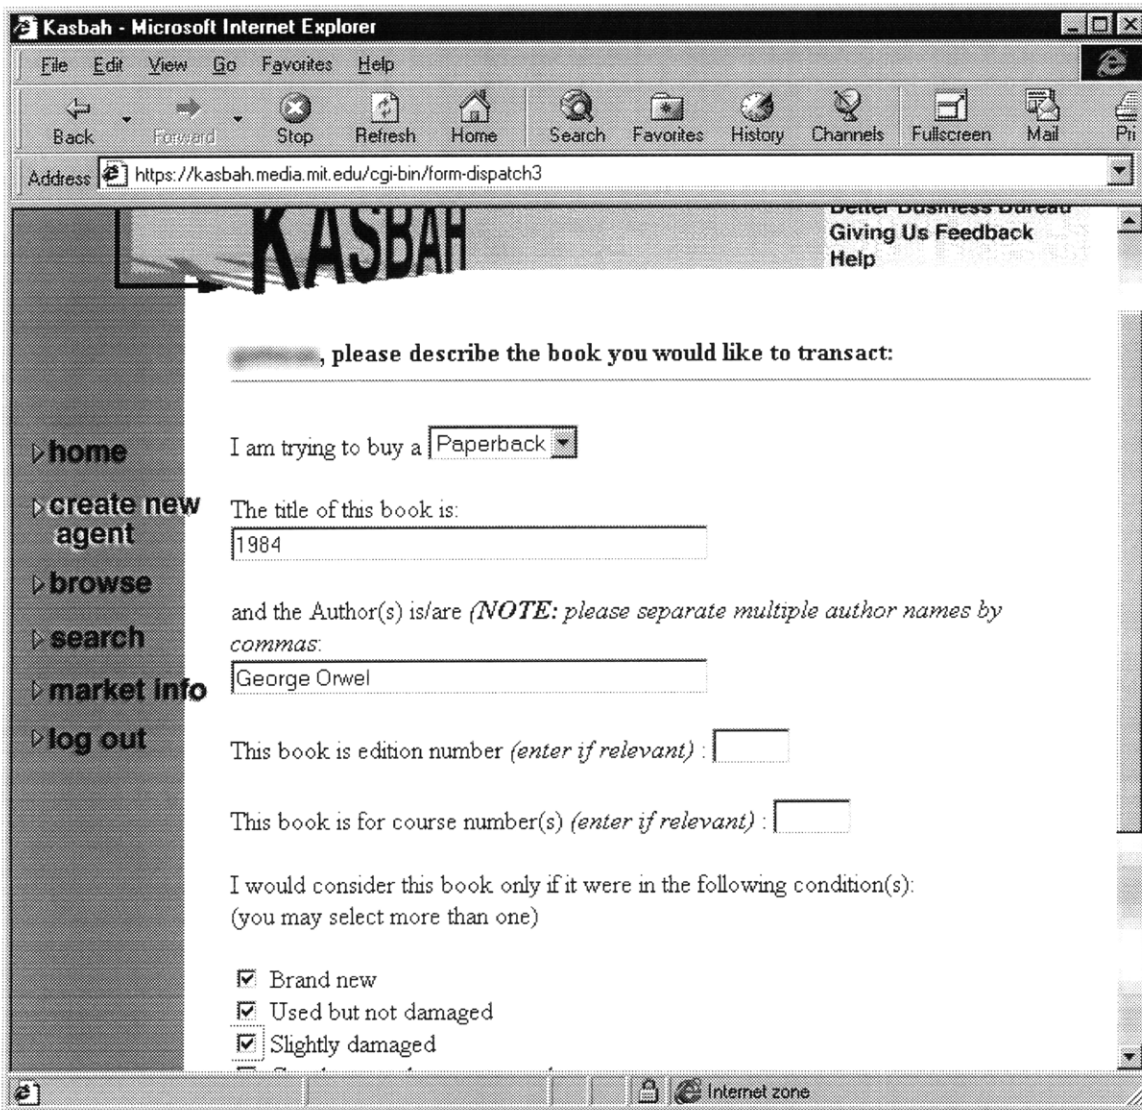 Kasbah - Microsoft Internet Explorer
File Edit View Go Favorites Help
Back Forward Stop Refresh Home Search Favorites History Channels Fullscreen Mail Pri
Address https://kasbah.media.mit.edu/cgi-bin/form-dispatch3
KASBAH
Better Business Bureau
Giving Us Feedback
Help
, please describe the book you would like to transact:
home
create new
agent
browse
search
market info
log out
I am trying to buy a Paperback
The title of this book is:
1984
and the Author(s) is/are (NOTE: please separate multiple author names by
commas:
George Orwel
This book is edition number (enter if relevant) :
This book is for course number(s) (enter if relevant) :
I would consider this book only if it were in the following condition(s):
(you may select more than one)
Brand new
Used but not damaged
Slightly damaged
Internet zone